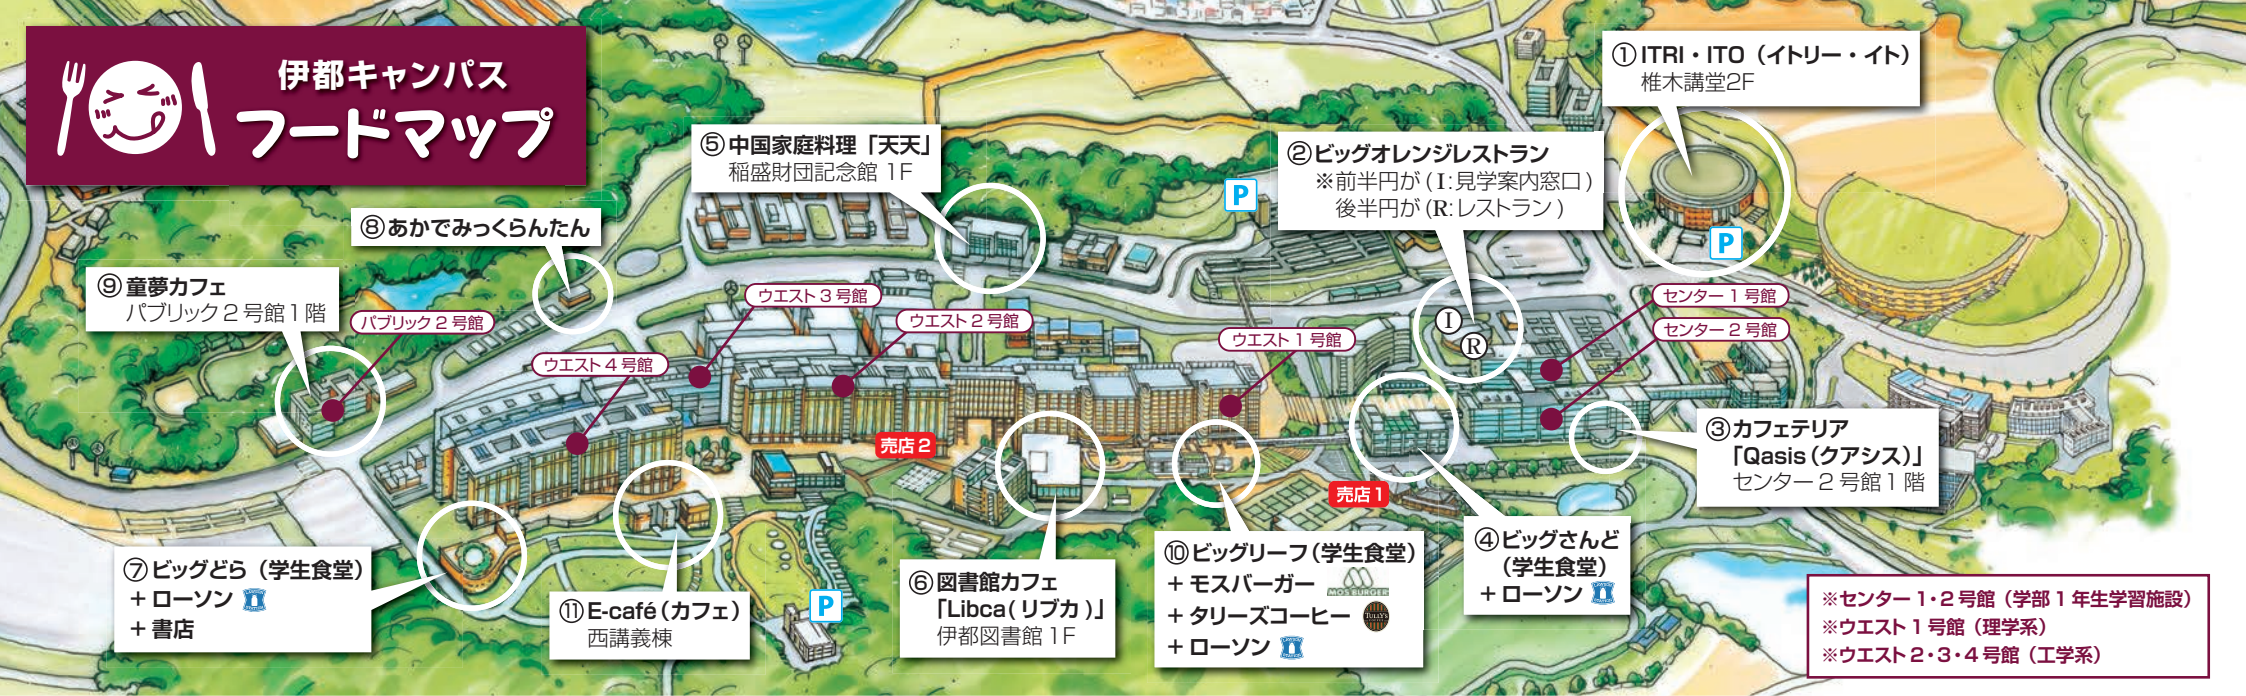 伊都キャンパス
フードマップ
①ITRI・ITO（イトリー・イト）
椎木講堂2F
②ビッグオレンジレストラン
※前半円が(I:見学案内窓口)
後半円が(R:レストラン)
⑤中国家庭料理「天天」
稲盛財団記念館 1F
⑧あかでみっくらんたん
⑨童夢カフェ
パブリック2号館1階
パブリック2号館
ウエスト3号館
ウエスト2号館
ウエスト4号館
ウエスト1号館
センター1号館
センター2号館
P
P
I
R
売店2
売店1
③カフェテリア
「Qasis（クアシス）」
センター2号館1階
④ビッグさんど
（学生食堂）
+ローソン
⑦ビッグどら（学生食堂）
+ローソン
+書店
⑪E-café（カフェ）
西講義棟
P
⑥図書館カフェ
「Libca(リブカ)」
伊都図書館 1F
⑩ビッグリーフ（学生食堂）
+モスバーガー MOS BURGER
+タリーズコーヒー TULLY'S
+ローソン
※センター1・2号館（学部1年生学習施設）
※ウエスト1号館（理学系）
※ウエスト2・3・4号館（工学系）